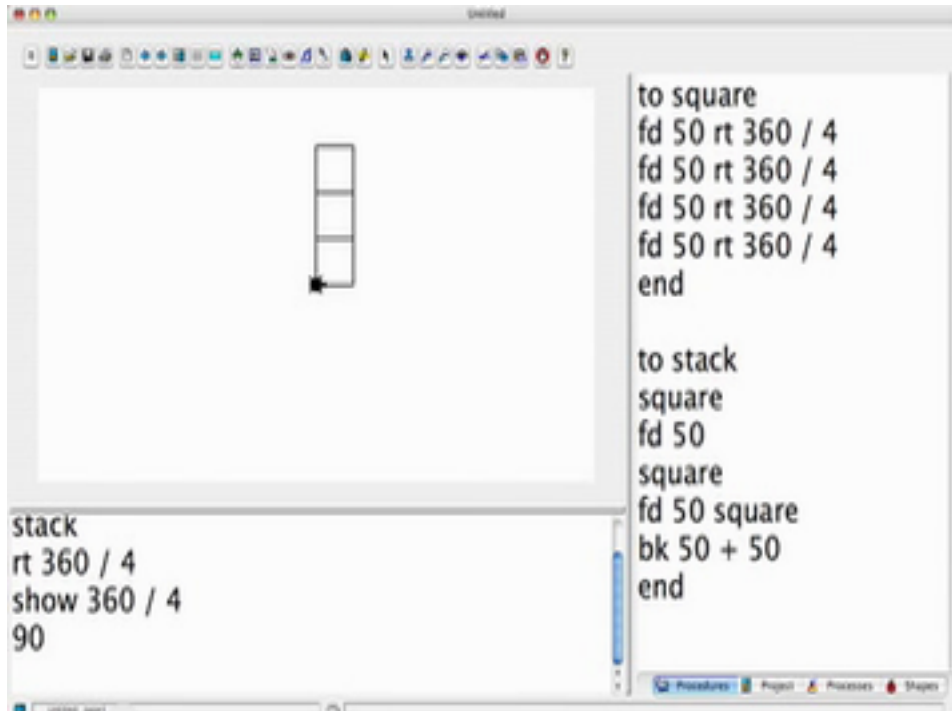 Untitled
to square
fd 50 rt 360 / 4
fd 50 rt 360 / 4
fd 50 rt 360 / 4
fd 50 rt 360 / 4
end
to stack
square
fd 50
square
fd 50 square
bk 50 + 50
end
stack
rt 360 / 4
show 360 / 4
90
Procedures Project Processes Shapes